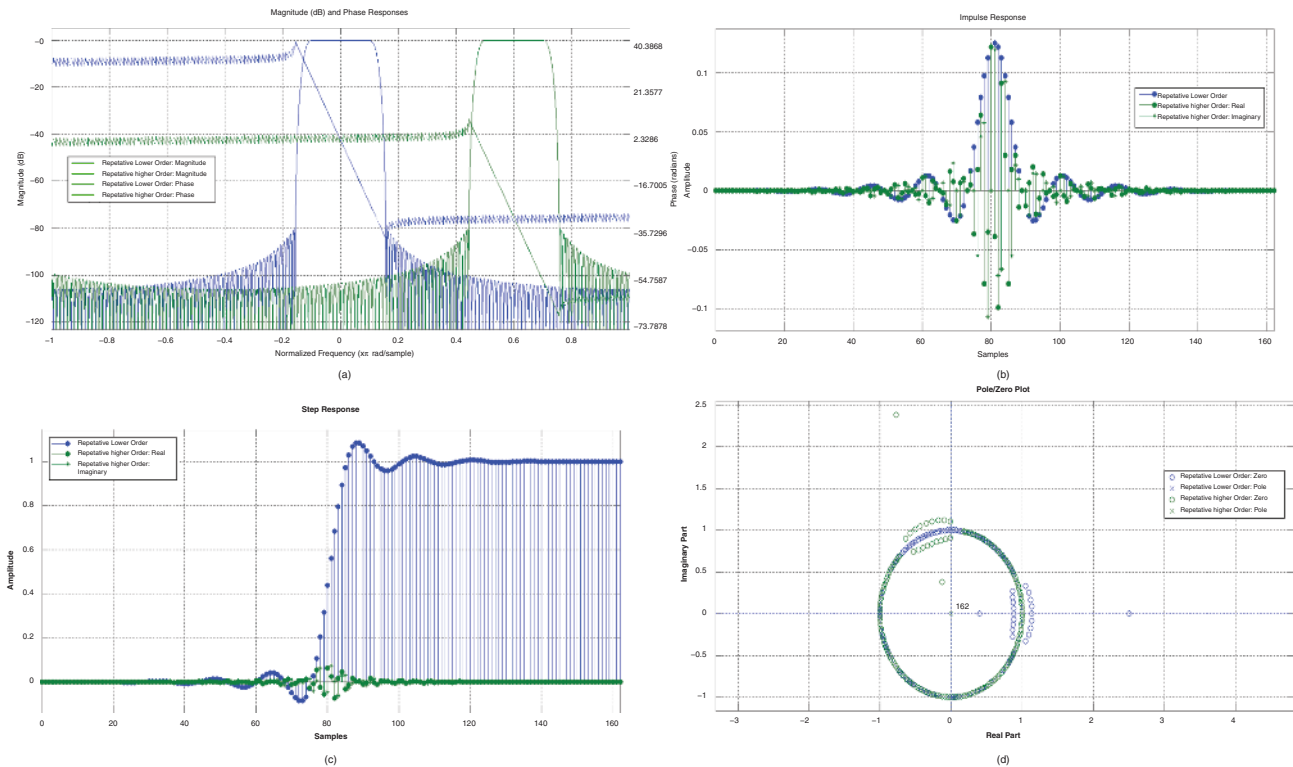 Magnitude (dB) and Phase Responses
−0
−20
−40
−60
−80
−100
−120
Magnitude (dB)
40.3868
21.3577
2.3286
−16.7005
−35.7296
−54.7587
−73.7878
Phase (radians)
Repetative Lower Order: Magnitude
Repetative higher Order: Magnitude
Repetative Lower Order: Phase
Repetative higher Order: Phase
−1 −0.8 −0.6 −0.4 −0.2 0 0.2 0.4 0.6 0.8
Normalized Frequency (xπ rad/sample)
(a)
Impulse Response
0.1
0.05
0
−0.05
−0.1
Amplitude
Repetative Lower Order
Repetative higher Order: Real
Repetative higher Order: Imaginary
0 20 40 60 80 100 120 140 160
Samples
(b)
Step Response
1
0.8
0.6
0.4
0.2
0
Amplitude
Repetative Lower Order
Repetative higher Order: Real
Repetative higher Order:
Imaginary
0 20 40 60 80 100 120 140 160
Samples
(c)
Pole/Zero Plot
2.5
2
1.5
1
0.5
0
−0.5
−1
Imaginary Part
Repetative Lower Order: Zero
Repetative Lower Order: Pole
Repetative higher Order: Zero
Repetative higher Order: Pole
162
−3 −2 −1 0 1 2 3 4
Real Part
(d)